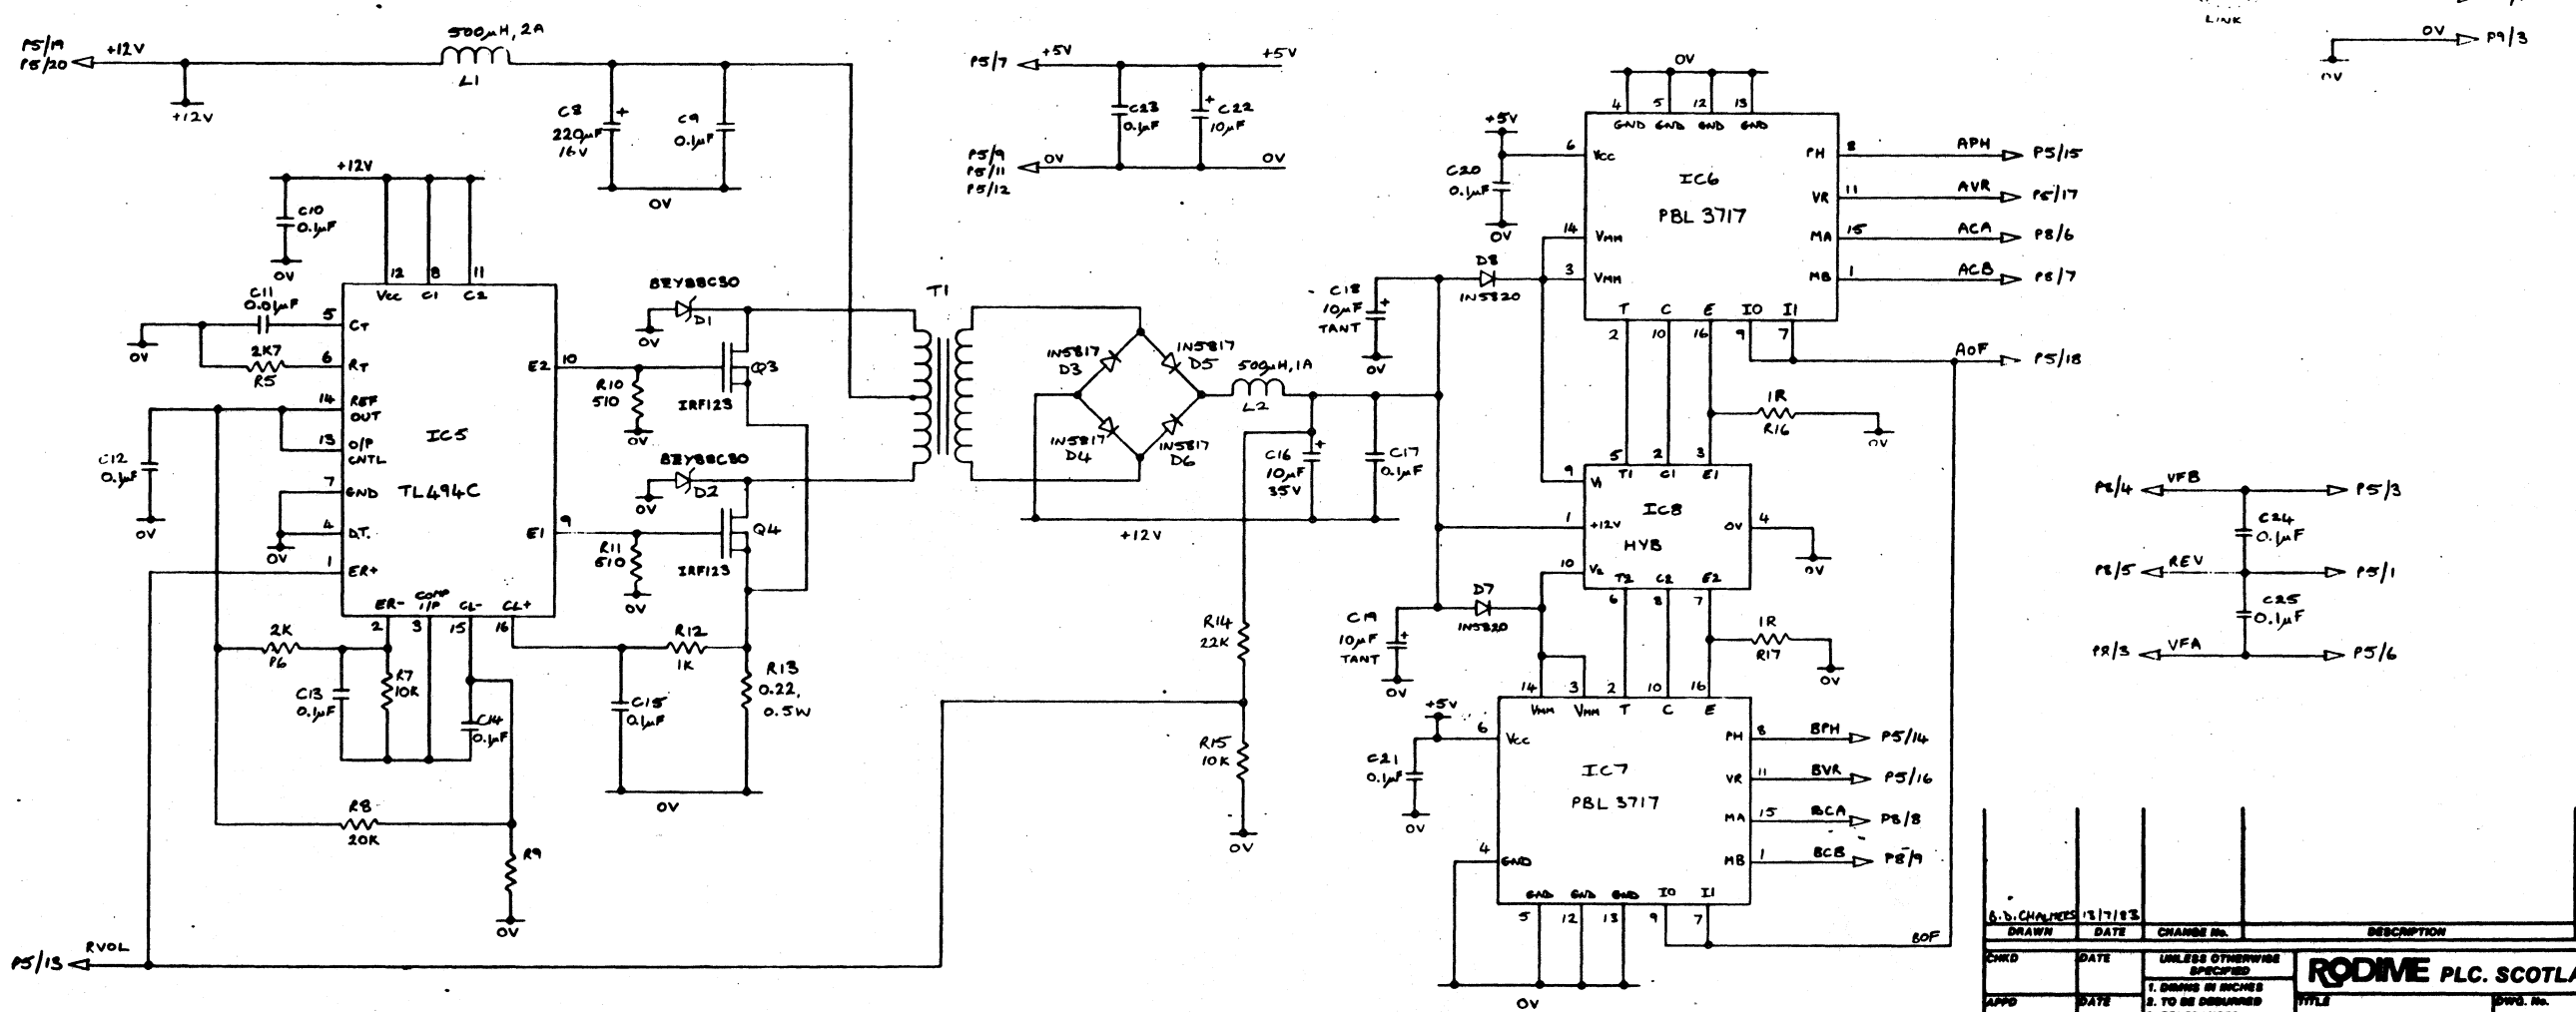 P5/19
P5/20
+12V
+12V
500μH, 2A
L1
C8
220μF
16V
+
C9
0.1μF
0V
P5/7
+5V
+5V
C23
0.1μF
+
C22
10μF
P5/9
P5/11
P5/12
0V
0V
LINK
0V
P9/3
0V
+12V
C10
0.1μF
0V
C11
0.01μF
0V
2K7
R5
C12
0.1μF
0V
0V
12
8
11
Vcc
C1
C2
5
CT
6
RT
14
REF
OUT
13
O/P
CNTL
7
GND
4
D.T.
1
ER+
IC5
TL494C
E2
10
E1
9
ER-
COMP
I/P
CL-
CL+
2
3
15
16
2K
C13
0.1μF
R7
10K
C14
0.1μF
R8
20K
R9
0V
R12
1K
C15
0.1μF
R13
0.22,
0.5W
0V
BZY88C30
0V
D1
Q3
IRF123
R10
510
0V
BZY88C30
0V
D2
Q4
IRF123
R11
510
0V
T1
1N5817
D3
1N5817
D5
1N5817
D4
1N5817
D6
500μH, 1A
L2
+
C16
10μF
35V
C17
0.1μF
+12V
R14
22K
R15
10K
0V
RVOL
P5/13
C18
10μF
TANT
+
0V
D8
1N5820
C19
10μF
TANT
+
0V
D7
1N5820
0V
4
5
12
13
GND
GND
GND
GND
+5V
6
Vcc
C20
0.1μF
0V
14
VMM
3
VMM
IC6
PBL 3717
PH
8
APH
P5/15
VR
11
AVR
P5/17
MA
15
ACA
P8/6
MB
1
ACB
P8/7
T
C
E
I0
I1
2
10
16
9
7
AOF
P5/18
1R
R16
0V
5
2
3
T1
C1
E1
9
V1
1
+12V
10
V2
IC8
HYB
0V
4
0V
T2
C2
E2
6
8
7
1R
R17
0V
14
3
2
10
16
VMM
VMM
T
C
E
+5V
6
Vcc
C21
0.1μF
0V
IC7
PBL 3717
PH
8
BPH
P5/14
VR
11
BVR
P5/16
MA
15
BCA
P8/8
MB
1
BCB
P8/9
4
GND
GND
GND
GND
I0
I1
5
12
13
9
7
BOF
0V
P8/4
VFB
P5/3
C24
0.1μF
P8/5
REV
P5/1
C25
0.1μF
P8/3
VFA
P5/6
B.D. CHALMERS
13/7/83
DRAWN
DATE
CHANGE No.
DESCRIPTION
CHKD
DATE
UNLESS OTHERWISE
SPECIFIED
1. DIMNS IN INCHES
2. TO BE DEBURRED
RODIME PLC. SCOTLA
APPD
DATE
TITLE
DWG. No.